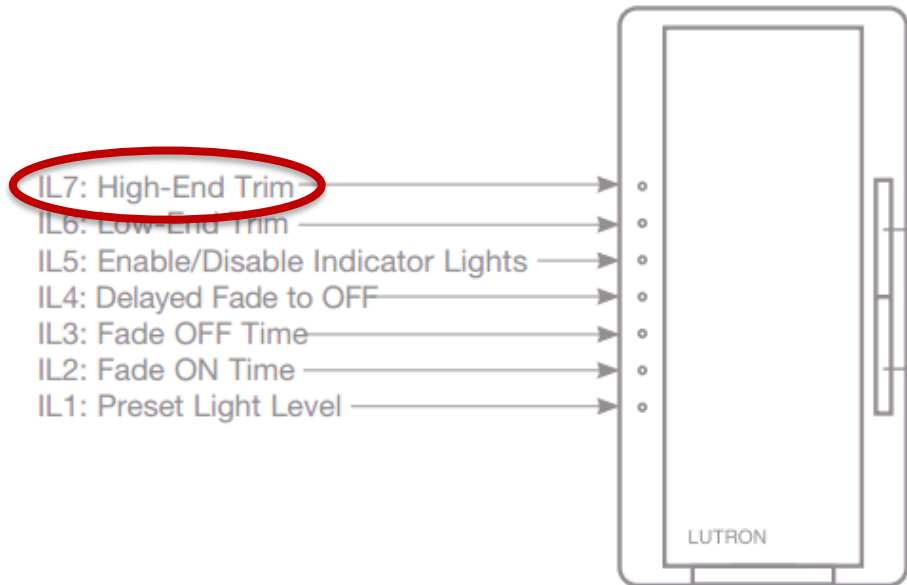 IL7: High-End Trim
IL6: Low-End Trim
IL5: Enable/Disable Indicator Lights
IL4: Delayed Fade to OFF
IL3: Fade OFF Time
IL2: Fade ON Time
IL1: Preset Light Level
LUTRON